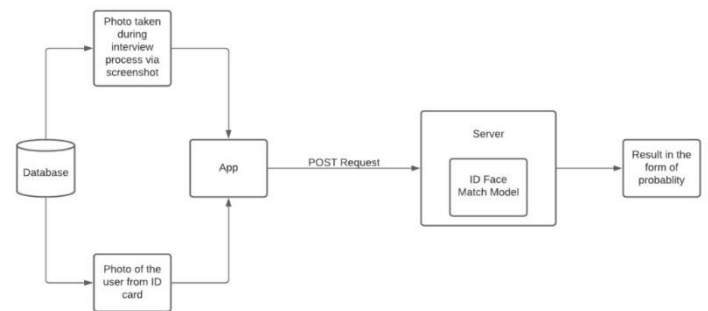 Photo taken
during
interview
process via
screenshot
Database
App
POST Request
Server
ID Face
Match Model
Result in the
form of
probablity
Photo of the
user from ID
card